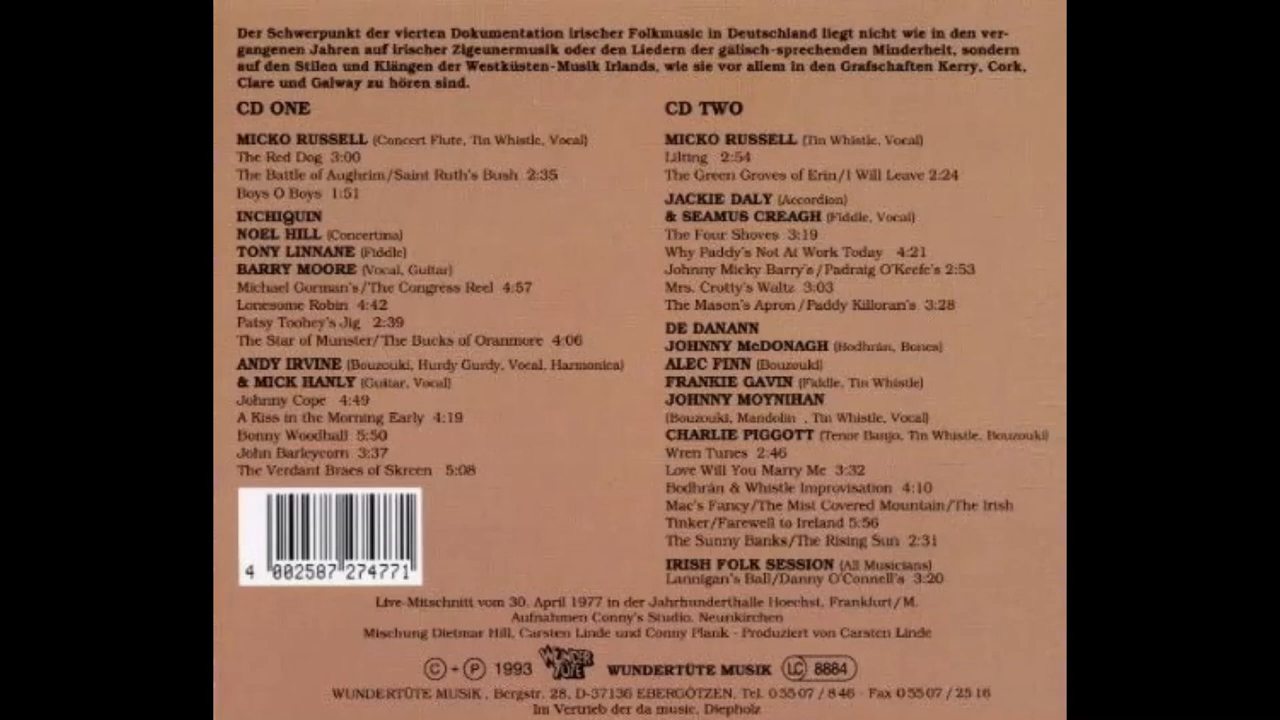 Der Schwerpunkt der vierten Dokumentation irischer Folkmusic in Deutschland liegt nicht wie in den ver-
gangenen Jahren auf irischer Zigeunermusik oder den Liedern der gälisch-sprechenden Minderheit, sondern
auf den Stilen und Klängen der Westküsten-Musik Irlands, wie sie vor allem in den Grafschaften Kerry, Cork,
Clare und Galway zu hören sind.
CD ONE
MICKO RUSSELL (Concert Flute, Tin Whistle, Vocal)
The Red Dog 3:00
The Battle of Augheim/Saint Ruth's Bush 2:35
Boys O Boys 1:51
INCHIQUIN
NOEL HILL (Concertina)
TONY LINNANE (Fiddle)
BARRY MOORE (Vocal, Guitar)
Michael Gorman's/The Congress Reel 4:57
Lonesome Robin 4:42
Patsy Toohey's Jig 2:39
The Star of Munster/The Bucks of Oranmore 4:06
ANDY IRVINE (Bouzouki, Hurdy Gurdy, Vocal, Harmonica)
& MICK HANLY (Guitar, Vocal)
Johnny Cope 4:49
A Kiss in the Morning Early 4:19
Bonny Woodhall 5:50
John Barleycorn 3:37
The Verdant Braes of Skreen 5:08
4 002587 274771
CD TWO
MICKO RUSSELL (Tin Whistle, Vocal)
Lilting 2:54
The Green Groves of Erin/I Will Leave 2:24
JACKIE DALY (Accordion)
& SEAMUS CREAGH (Fiddle, Vocal)
The Four Shoves 3:19
Why Paddy's Not At Work Today 4:21
Johnny Micky Barry's/Padraig O'Keefe's 2:53
Mrs. Crotty's Waltz 3:03
The Mason's Apron/Paddy Killoran's 3:28
DE DANANN
JOHNNY McDONAGH (Bodhrán, Bones)
ALEC FINN (Bouzouki)
FRANKIE GAVIN (Fiddle, Tin Whistle)
JOHNNY MOYNIHAN
(Bouzouki, Mandolin , Tin Whistle, Vocal)
CHARLIE PIGGOTT (Tenor Banjo, Tin Whistle, Bouzouki)
Wren Tunes 2:46
Love Will You Marry Me 3:32
Bodhrán & Whistle Improvisation 4:10
Mac's Fancy/The Mist Covered Mountain/The Irish
Tinker/Farewell to Ireland 5:56
The Sunny Banks/The Rising Sun 2:31
IRISH FOLK SESSION (All Musicians)
Lannigan's Ball/Danny O'Connell's 3:20
Live-Mitschnitt vom 30. April 1977 in der Jahrhunderthalle Hoechst, Frankfurt/M.
Aufnahmen Conny's Studio, Neunkirchen
Mischung Dietmar Hill, Carsten Linde und Conny Plank - Produziert von Carsten Linde
© + ℗ 1993 WUNDER TÜTE WUNDERTÜTE MUSIK LC 8884
WUNDERTÜTE MUSIK, Bergstr. 28, D-37136 EBERGÖTZEN, Tel. 05507/846 - Fax 05507/2516
Im Vertrieb der da music, Diepholz